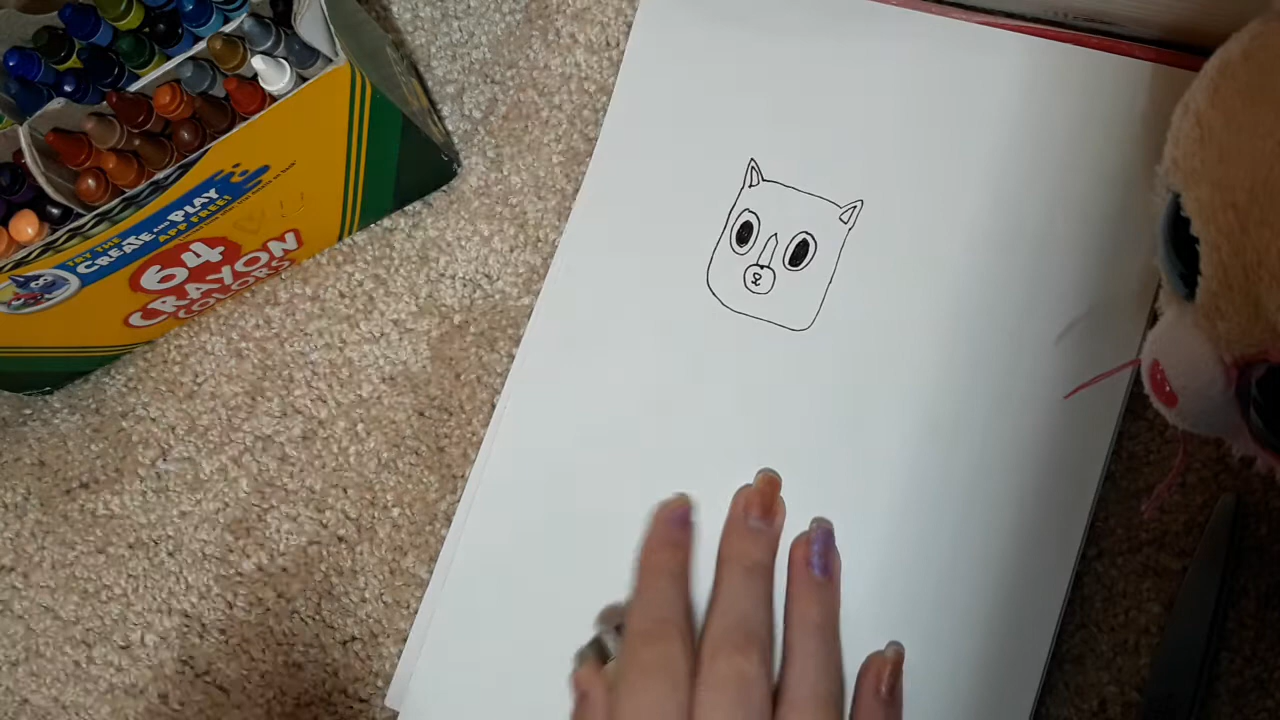 TRY THE
CREATE AND PLAY
APP FREE!
64
CRAYON
COLORS